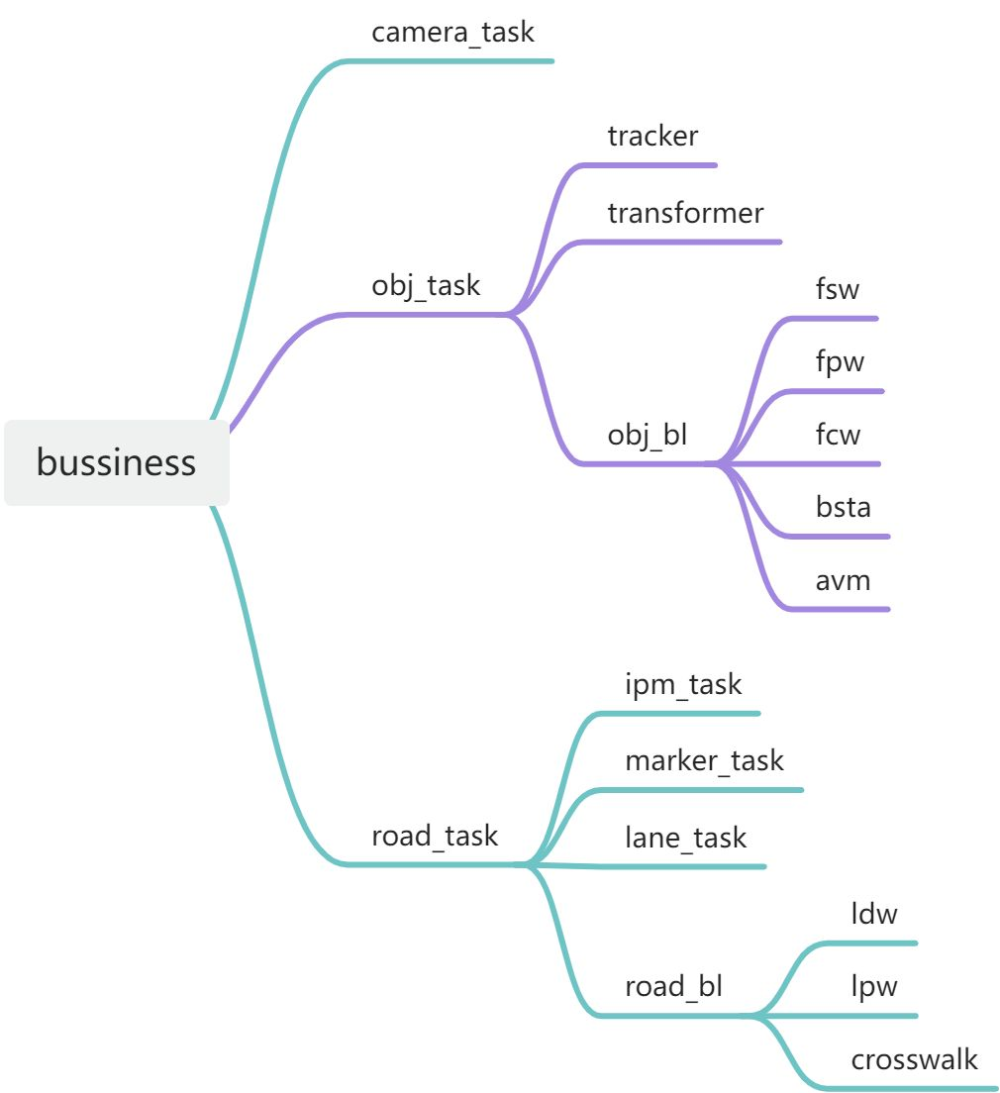 camera_task
tracker
transformer
obj_task
fsw
fpw
obj_bl
fcw
bussiness
bsta
avm
ipm_task
marker_task
road_task
lane_task
ldw
road_bl
lpw
crosswalk